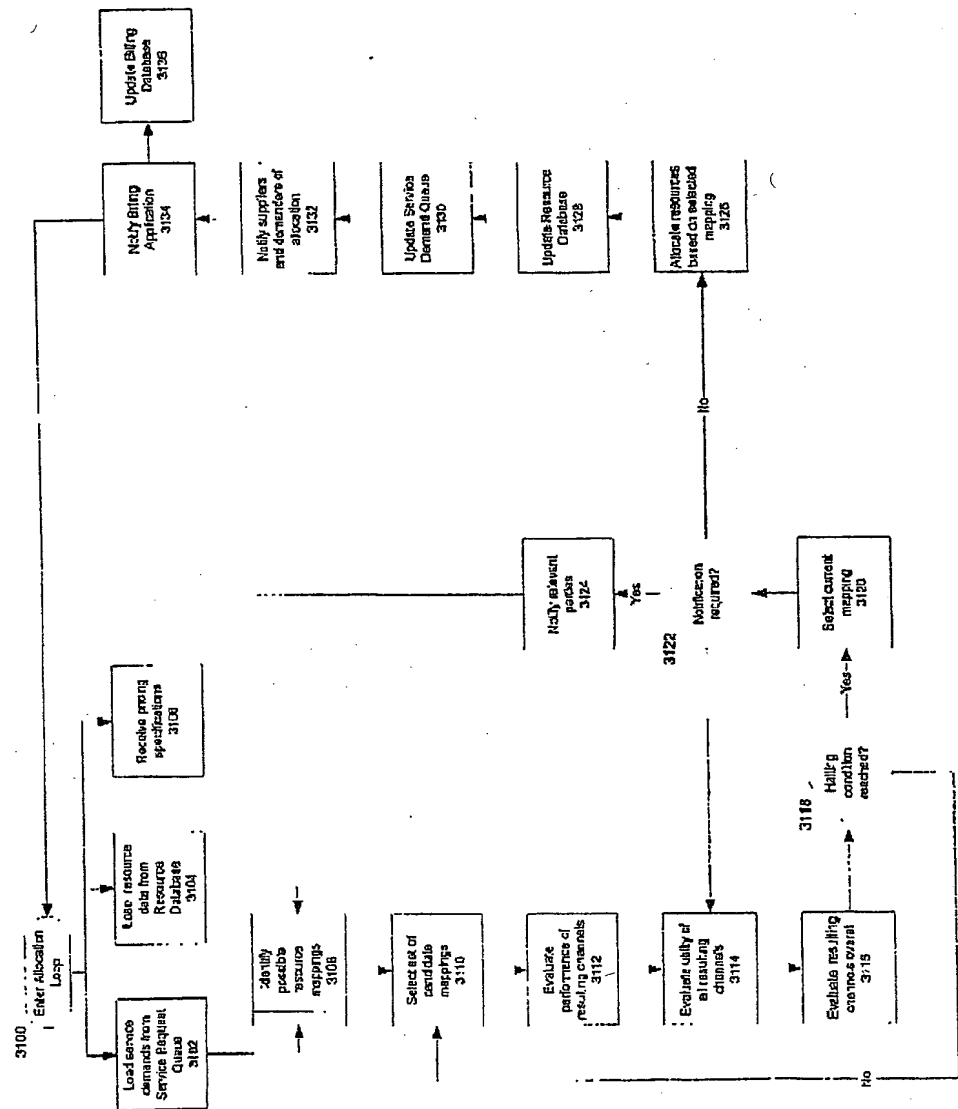 3100
Enter Allocation
Loop
Load service
demands from
Service Request
Queue
3102
Load resource
data from
Resource
Database
3104
Receive pricing
specifications
Identify
possible
resource
mappings
3108
Select set of
candidate
mappings
3110
Evaluate
performance of
resulting channels
3112
Evaluate utility of
all resulting
channels
3114
Evaluate resulting
channels overall
3118
Halting
condition
reached?
Yes
No
Select current
mapping
3120
3122
Notification
required?
Yes
No
Notify relevant
parties
3124
Allocate resources
based on selected
mapping
3126
Update Resource
Database
3128
Update Service
Demand Queue
3130
Notify suppliers
and demanders of
allocation
3132
Notify Billing
Application
3134
Update Billing
Database
3136